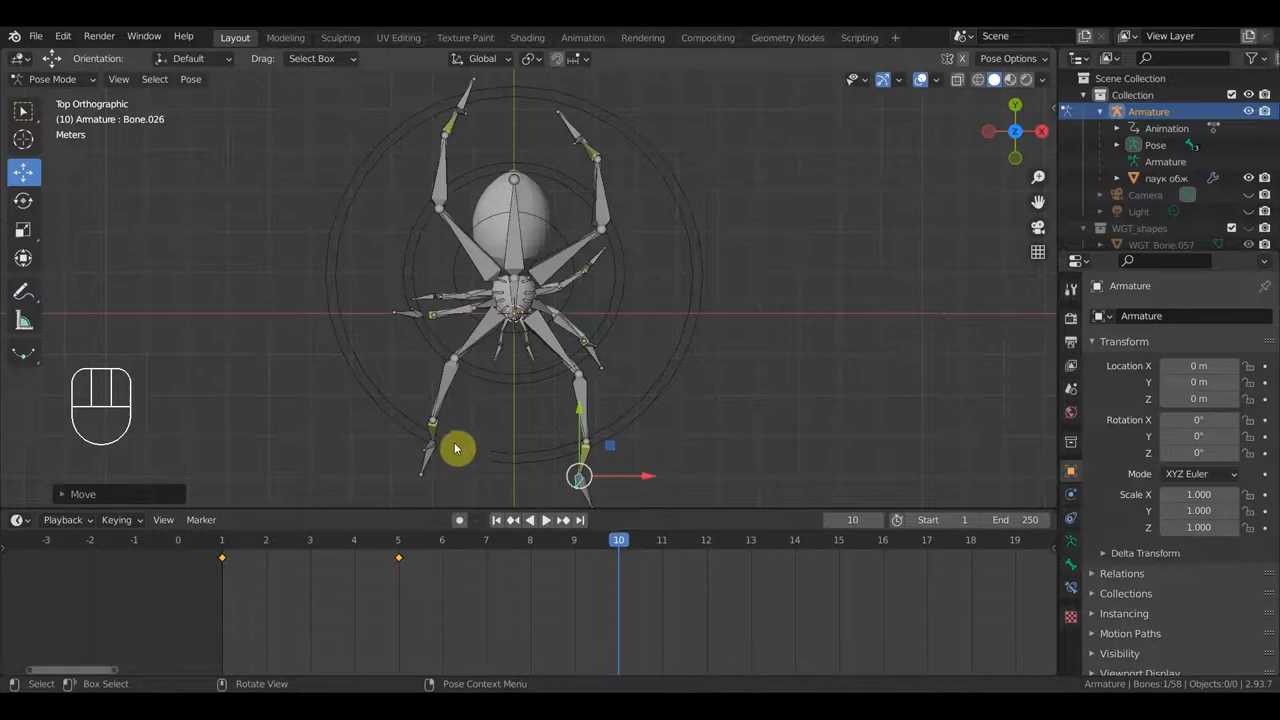 File Edit Render Window Help Layout Modeling Sculpting UV Editing Texture Paint Shading Animation Rendering Compositing Geometry Nodes Scripting + Scene View Layer
Orientation: Default Drag: Select Box Global Pose Options
Pose Mode View Select Pose
Top Orthographic
(10) Armature : Bone.026
Meters
X
Y
Z
Scene Collection
Collection
Armature
Animation
Pose 3
Armature
паук обж
Camera
Light
WGT_shapes
WGT_Bone.057
Armature
Armature
Transform
Location X 0 m
Y 0 m
Z 0 m
Rotation X 0°
Y 0°
Z 0°
Mode XYZ Euler
Scale X 1.000
Y 1.000
Z 1.000
Delta Transform
Relations
Collections
Instancing
Motion Paths
Visibility
Viewport Display
Move
Playback Keying View Marker 10 Start 1 End 250
-3 -2 -1 0 1 2 3 4 5 6 7 8 9 10 11 12 13 14 15 16 17 18 19
Select Box Select Rotate View Pose Context Menu Armature | Bones:1/58 | Objects:0/0 | 2.93.7